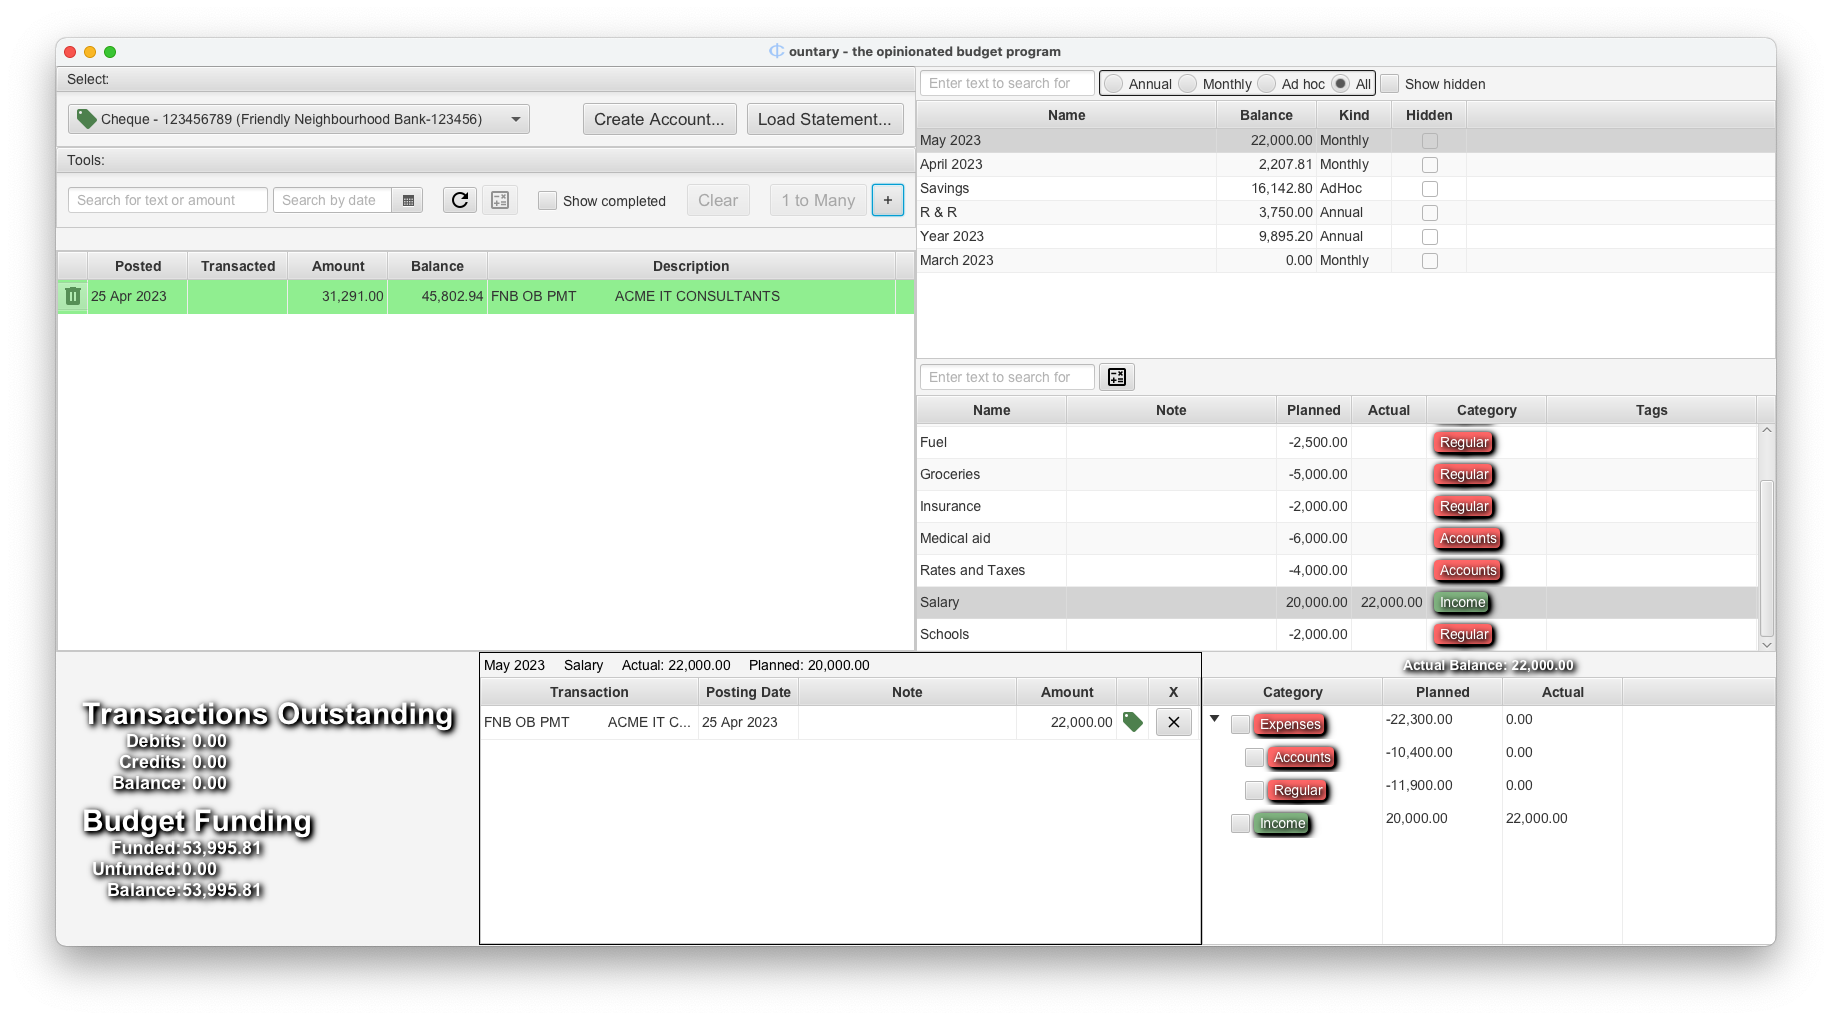 ountary - the opinionated budget program
Select:
Cheque - 123456789 (Friendly Neighbourhood Bank-123456)
Create Account...
Load Statement...
Tools:
Search for text or amount
Search by date
Show completed
Clear
1 to Many
+
Posted Transacted Amount Balance Description
25 Apr 2023 31,291.00 45,802.94 FNB OB PMT ACME IT CONSULTANTS
Enter text to search for
Annual Monthly Ad hoc All Show hidden
Name Balance Kind Hidden
May 2023 22,000.00 Monthly
April 2023 2,207.81 Monthly
Savings 16,142.80 AdHoc
R & R 3,750.00 Annual
Year 2023 9,895.20 Annual
March 2023 0.00 Monthly
Enter text to search for
Name Note Planned Actual Category Tags
Fuel -2,500.00 Regular
Groceries -5,000.00 Regular
Insurance -2,000.00 Regular
Medical aid -6,000.00 Accounts
Rates and Taxes -4,000.00 Accounts
Salary 20,000.00 22,000.00 Income
Schools -2,000.00 Regular
Transactions Outstanding
Debits: 0.00
Credits: 0.00
Balance: 0.00
Budget Funding
Funded:53,995.81
Unfunded:0.00
Balance:53,995.81
May 2023 Salary Actual: 22,000.00 Planned: 20,000.00
Transaction Posting Date Note Amount X
FNB OB PMT ACME IT C... 25 Apr 2023 22,000.00
Actual Balance: 22,000.00
Category Planned Actual
Expenses -22,300.00 0.00
Accounts -10,400.00 0.00
Regular -11,900.00 0.00
Income 20,000.00 22,000.00